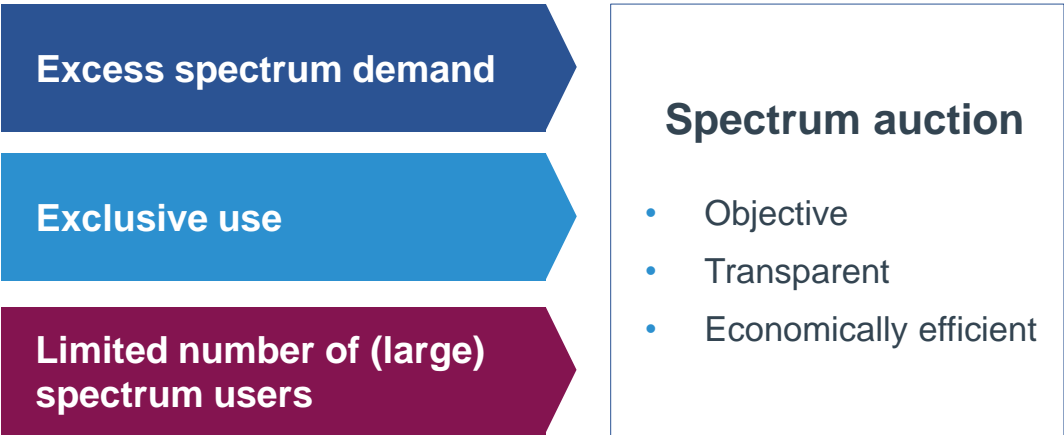 Excess spectrum demand
Exclusive use
Limited number of (large)
spectrum users
Spectrum auction
• Objective
• Transparent
• Economically efficient